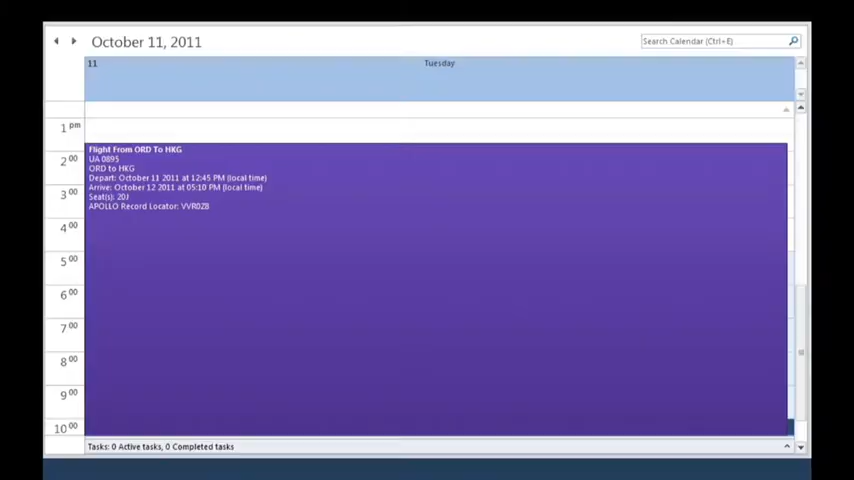 October 11, 2011
Search Calendar (Ctrl+E)
11
Tuesday
1 pm
Flight From ORD To HKG
2 00
UA 0895
ORD to HKG
Depart: October 11 2011 at 12:45 PM (local time)
Arrive: October 12 2011 at 05:10 PM (local time)
3 00
Seat(s): 20J
APOLLO Record Locator: VVR0Z8
4 00
5 00
6 00
7 00
8 00
9 00
10 00
Tasks: 0 Active tasks, 0 Completed tasks